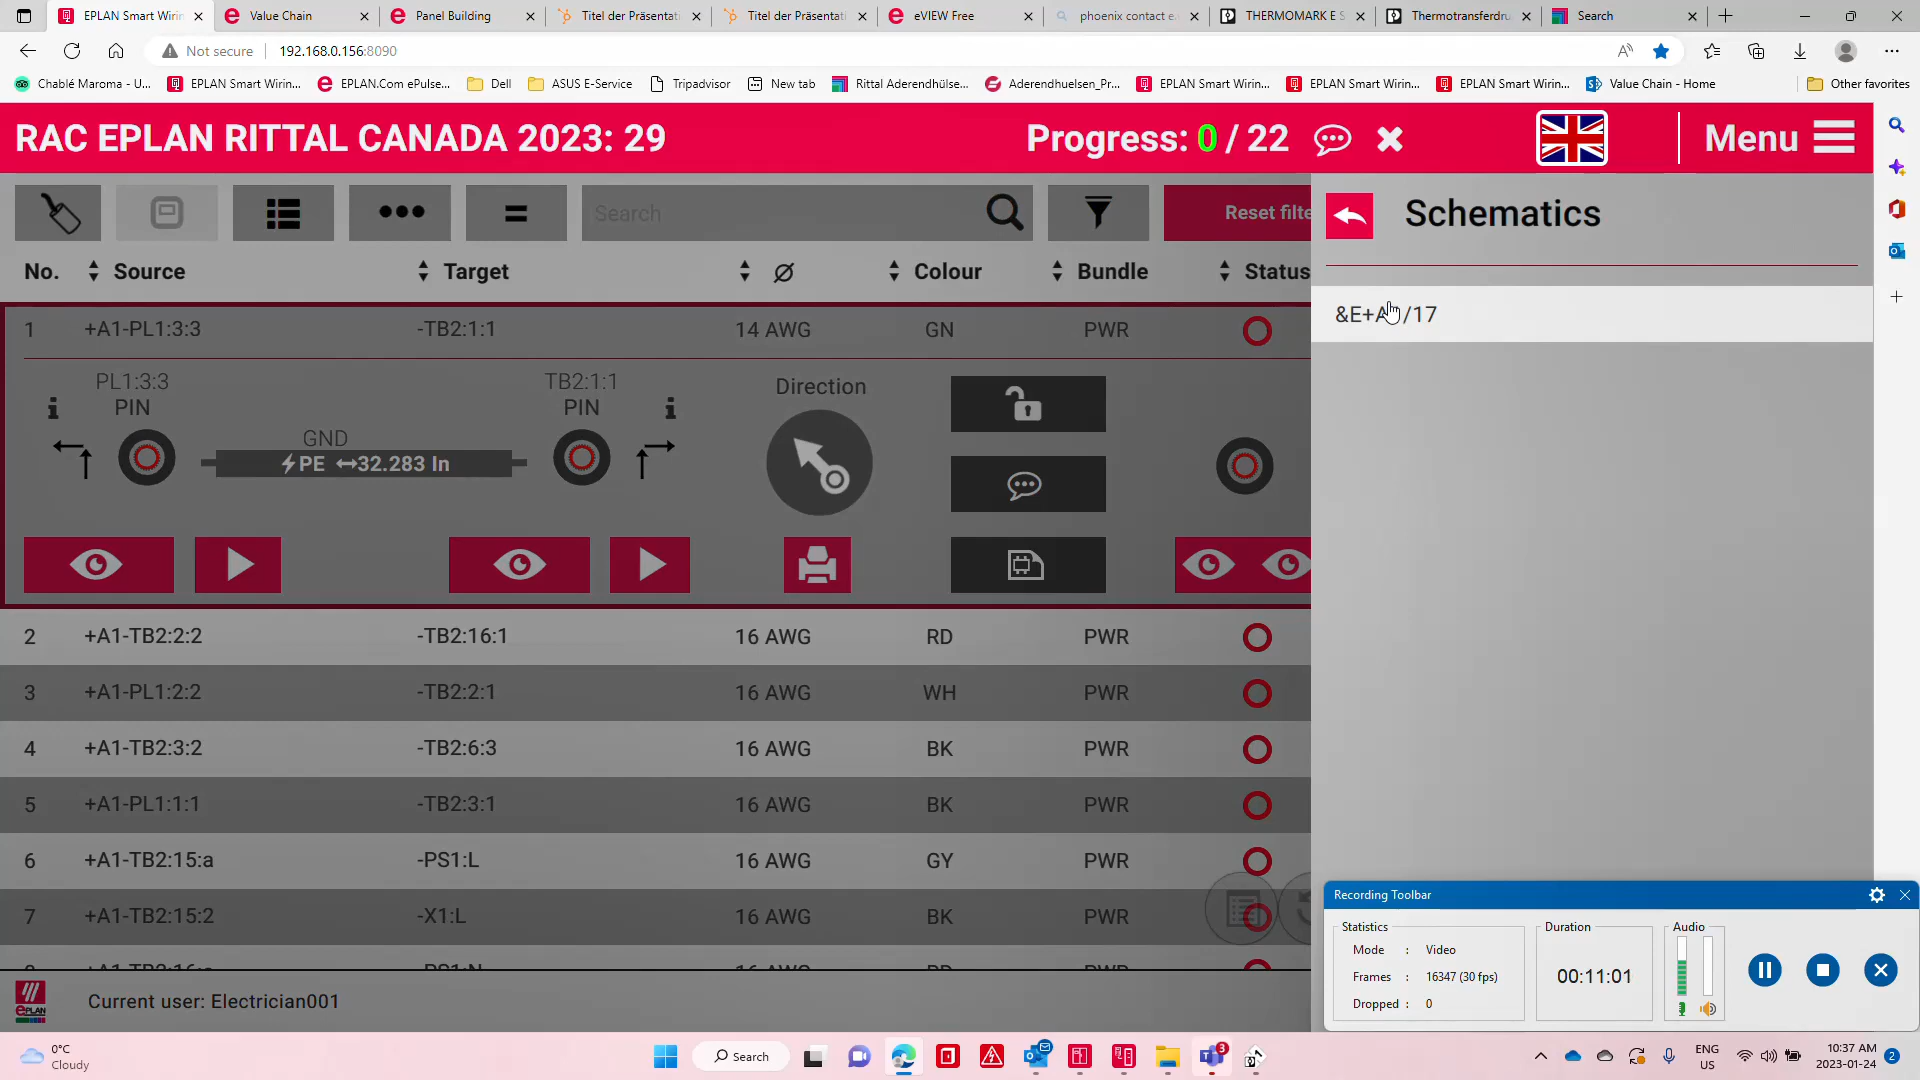 EPLAN Smart Wirin
Value Chain
Panel Building
Titel der Präsentati
Titel der Präsentati
eVIEW Free
phoenix contact e
THERMOMARK E S
Thermotransferdru
Search
Not secure
192.168.0.156:8090
Chablé Maroma - U...
EPLAN Smart Wirin...
EPLAN.Com ePulse...
Dell
ASUS E-Service
Tripadvisor
New tab
Rittal Aderendhülse...
Aderendhuelsen_Pr...
EPLAN Smart Wirin...
EPLAN Smart Wirin...
EPLAN Smart Wirin...
Value Chain - Home
Other favorites
RAC EPLAN RITTAL CANADA 2023: 29
Progress: 0 / 22
Menu
Search
Reset filte
Schematics
No. Source Target Ø Colour Bundle Status
&E+A /17
1 +A1-PL1:3:3 -TB2:1:1 14 AWG GN PWR
PL1:3:3
PIN
GND
PE ↔32.283 In
TB2:1:1
PIN
Direction
2 +A1-TB2:2:2 -TB2:16:1 16 AWG RD PWR
3 +A1-PL1:2:2 -TB2:2:1 16 AWG WH PWR
4 +A1-TB2:3:2 -TB2:6:3 16 AWG BK PWR
5 +A1-PL1:1:1 -TB2:3:1 16 AWG BK PWR
6 +A1-TB2:15:a -PS1:L 16 AWG GY PWR
7 +A1-TB2:15:2 -X1:L 16 AWG BK PWR
Current user: Electrician001
ePLAN
Recording Toolbar
Statistics
Mode : Video
Frames : 16347 (30 fps)
Dropped : 0
Duration
00:11:01
Audio
0°C
Cloudy
Search
3
ENG
US
10:37 AM
2023-01-24
2